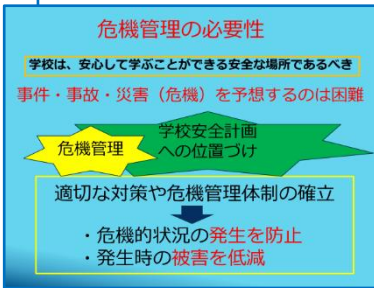 危機管理の必要性
学校は、安心して学ぶことができる安全な場所であるべき
事件・事故・災害（危機）を予想するのは困難
学校安全計画
への位置づけ
危機管理
適切な対策や危機管理体制の確立
・危機的状況の発生を防止
・発生時の被害を低減